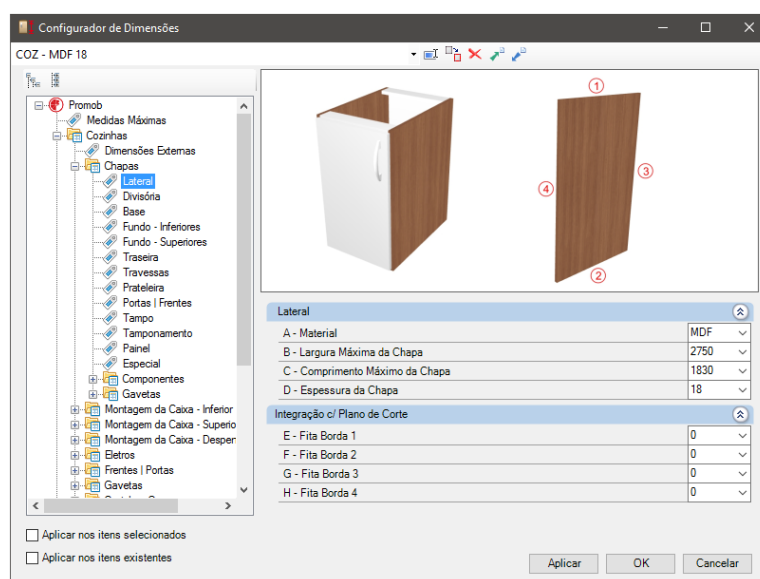 Configurador de Dimensões
COZ - MDF 18
Promob
Medidas Máximas
Cozinhas
Dimensões Externas
Chapas
Lateral
Divisória
Base
Fundo - Inferiores
Fundo - Superiores
Traseira
Travessas
Prateleira
Portas | Frentes
Tampo
Tamponamento
Painel
Especial
Componentes
Gavetas
Montagem da Caixa - Inferior
Montagem da Caixa - Superio
Montagem da Caixa - Despen
Eletros
Frentes | Portas
Gavetas
1
2
3
4
Lateral
A - Material MDF
B - Largura Máxima da Chapa 2750
C - Comprimento Máximo da Chapa 1830
D - Espessura da Chapa 18
Integração c/ Plano de Corte
E - Fita Borda 1 0
F - Fita Borda 2 0
G - Fita Borda 3 0
H - Fita Borda 4 0
Aplicar nos itens selecionados
Aplicar nos itens existentes
Aplicar OK Cancelar